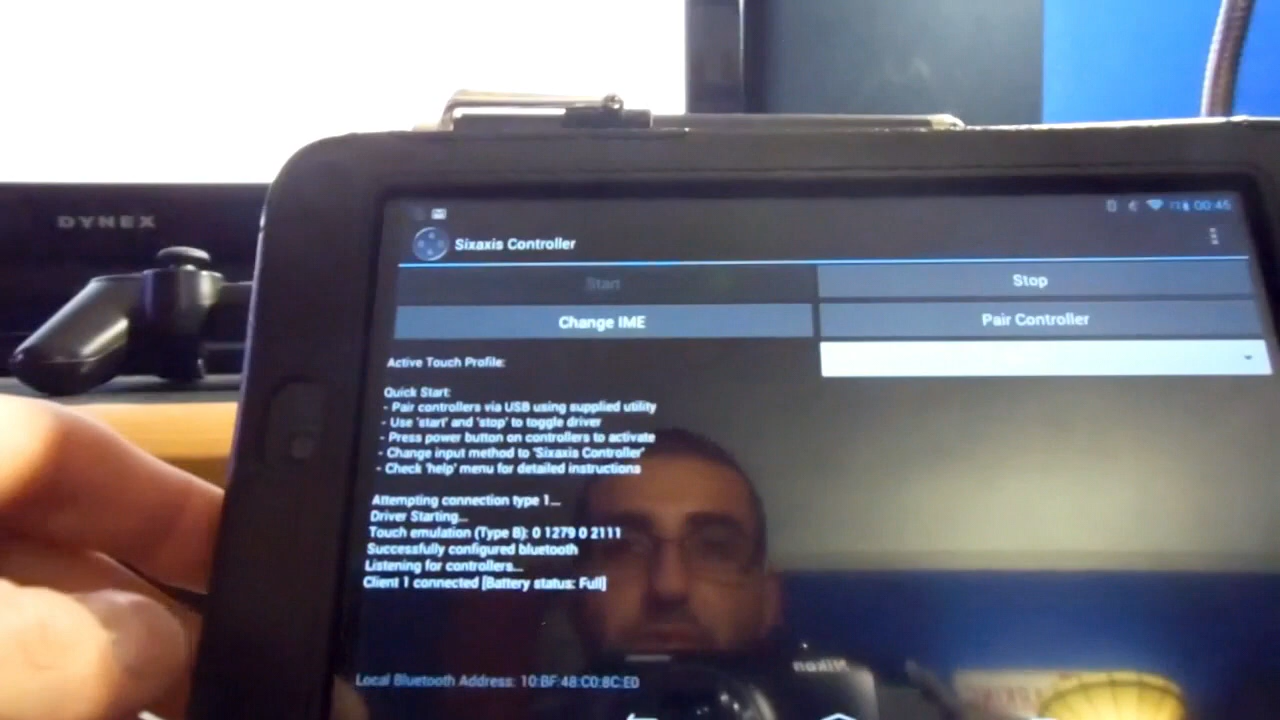 DYNEX
00:45
Sixaxis Controller
Start
Stop
Change IME
Pair Controller
Active Touch Profile:
Quick Start:
- Pair controllers via USB using supplied utility
- Use 'start' and 'stop' to toggle driver
- Press power button on controllers to activate
- Change input method to 'Sixaxis Controller'
- Check 'help' menu for detailed instructions
Attempting connection type 1...
Driver Starting...
Touch emulation (Type B): 0 1279 0 2111
Successfully configured bluetooth
Listening for controllers...
Client 1 connected [Battery status: Full]
Nikon
Local Bluetooth Address: 10:BF:48:C0:8C:E0